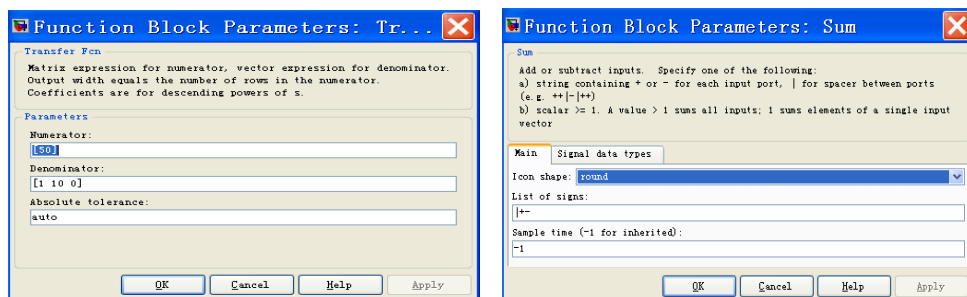 Function Block Parameters: Tr...
Transfer Fcn
Matrix expression for numerator, vector expression for denominator.
Output width equals the number of rows in the numerator.
Coefficients are for descending powers of s.
Parameters
Numerator:
[50]
Denominator:
[1 10 0]
Absolute tolerance:
auto
OK Cancel Help Apply
Function Block Parameters: Sum
Sum
Add or subtract inputs. Specify one of the following:
a) string containing + or - for each input port, | for spacer between ports
(e.g. ++|-|++)
b) scalar >= 1. A value > 1 sums all inputs; 1 sums elements of a single input
vector
Main Signal data types
Icon shape: round
List of signs:
|+-
Sample time (-1 for inherited):
-1
OK Cancel Help Apply